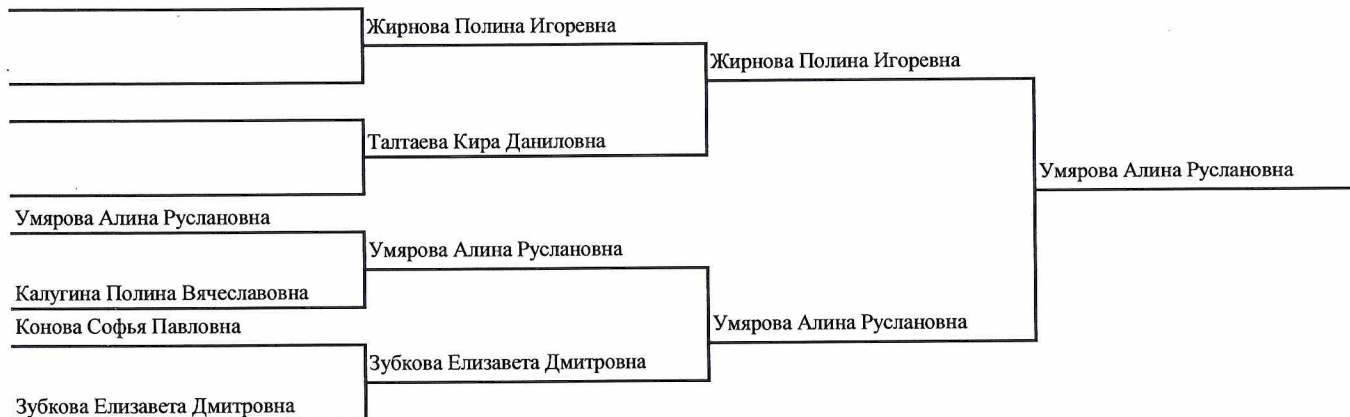 Жирнова Полина Игоревна
Жирнова Полина Игоревна
Талтаева Кира Даниловна
Умярова Алина Руслановна
Умярова Алина Руслановна
Умярова Алина Руслановна
Калугина Полина Вячеславовна
Конова Софья Павловна
Умярова Алина Руслановна
Зубкова Елизавета Дмитровна
Зубкова Елизавета Дмитровна